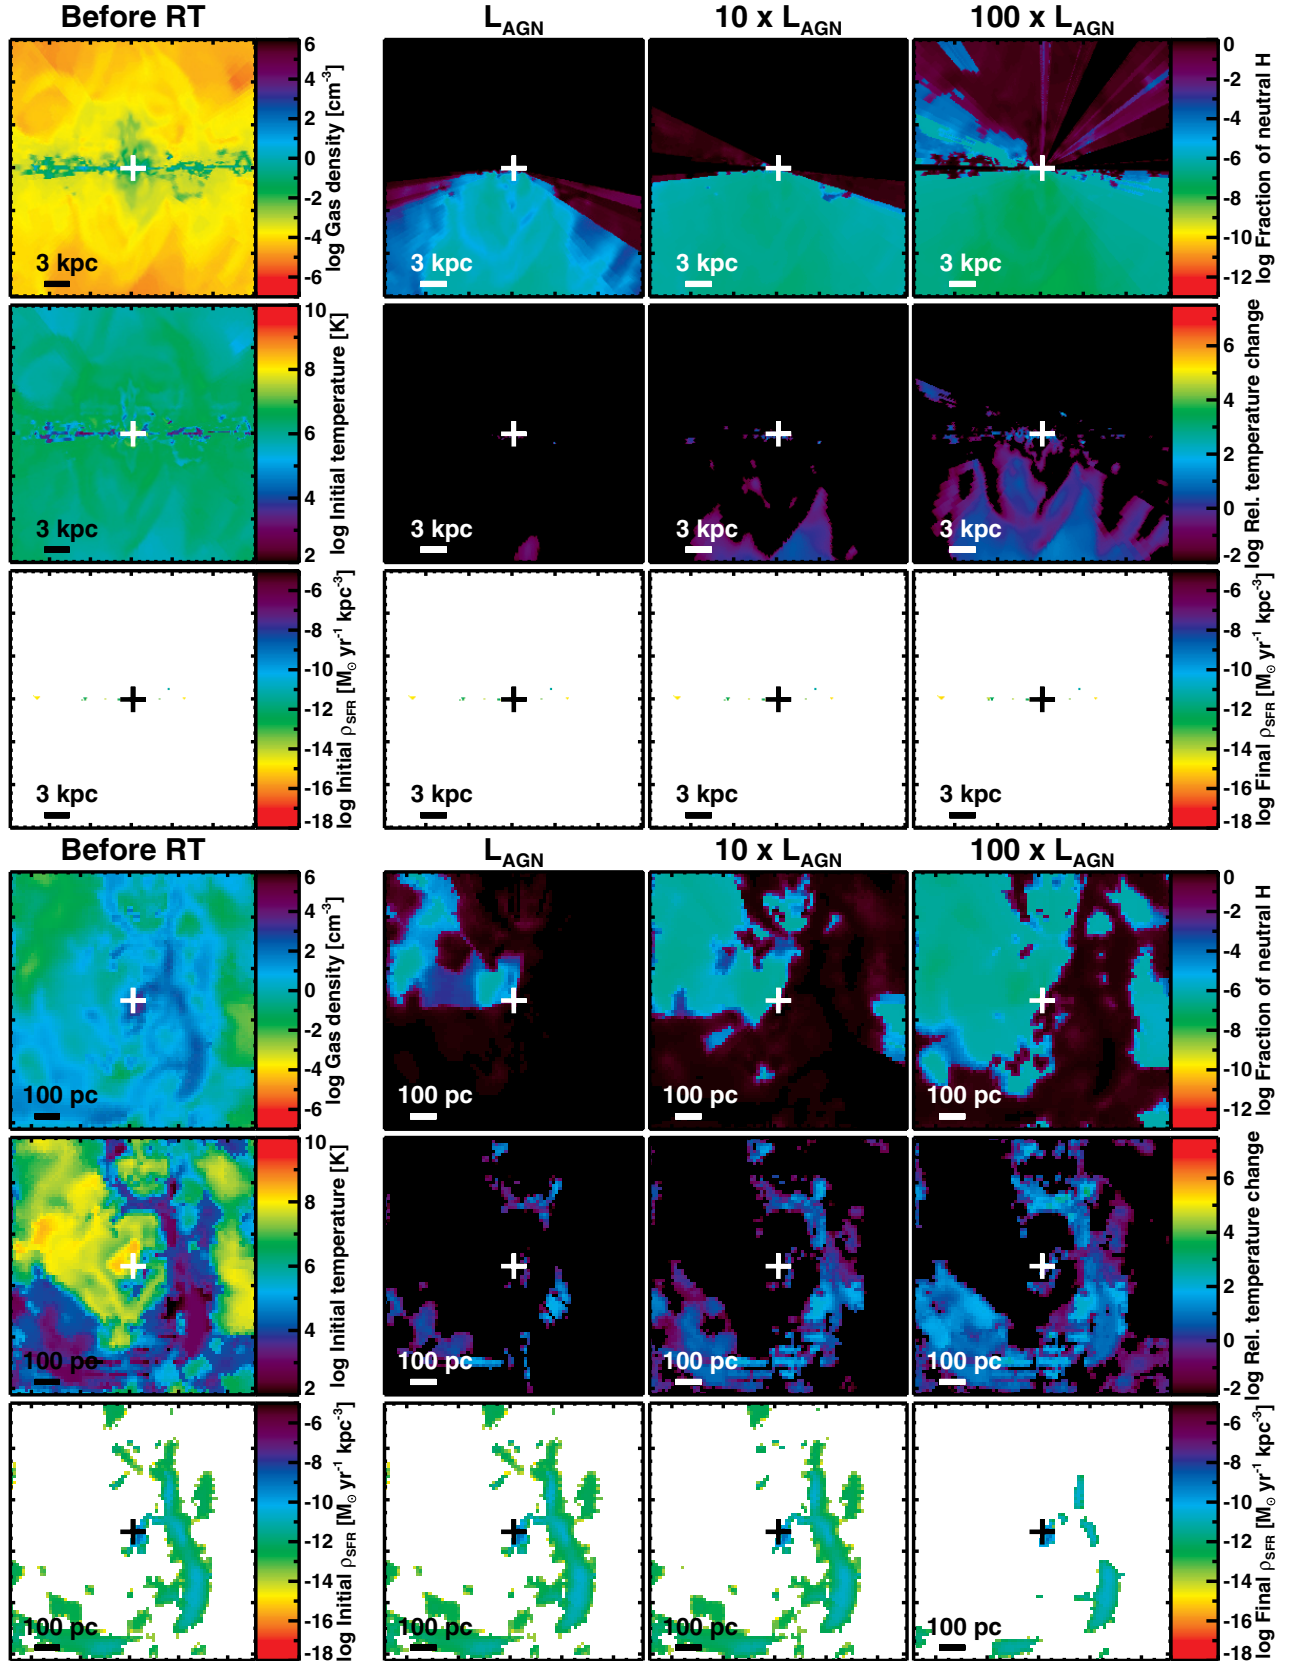 Before RT
L_AGN
10 x L_AGN
100 x L_AGN
3 kpc
6
4
2
0
-2
-4
-6
log Gas density [cm^-3]
3 kpc
3 kpc
3 kpc
0
-2
-4
-6
-8
-10
-12
log Fraction of neutral H
3 kpc
10
8
6
4
2
log Initial temperature [K]
3 kpc
3 kpc
3 kpc
6
4
2
0
-2
log Rel. temperature change
3 kpc
-6
-8
-10
-12
-14
-16
-18
log Initial ρ_SFR [M_⊙ yr^-1 kpc^-3]
3 kpc
3 kpc
3 kpc
-6
-8
-10
-12
-14
-16
-18
log Final ρ_SFR [M_⊙ yr^-1 kpc^-3]
Before RT
L_AGN
10 x L_AGN
100 x L_AGN
100 pc
6
4
2
0
-2
-4
-6
log Gas density [cm^-3]
100 pc
100 pc
100 pc
0
-2
-4
-6
-8
-10
-12
log Fraction of neutral H
100 pc
10
8
6
4
2
log Initial temperature [K]
100 pc
100 pc
100 pc
6
4
2
0
-2
log Rel. temperature change
100 pc
-6
-8
-10
-12
-14
-16
-18
log Initial ρ_SFR [M_⊙ yr^-1 kpc^-3]
100 pc
100 pc
100 pc
-6
-8
-10
-12
-14
-16
-18
log Final ρ_SFR [M_⊙ yr^-1 kpc^-3]